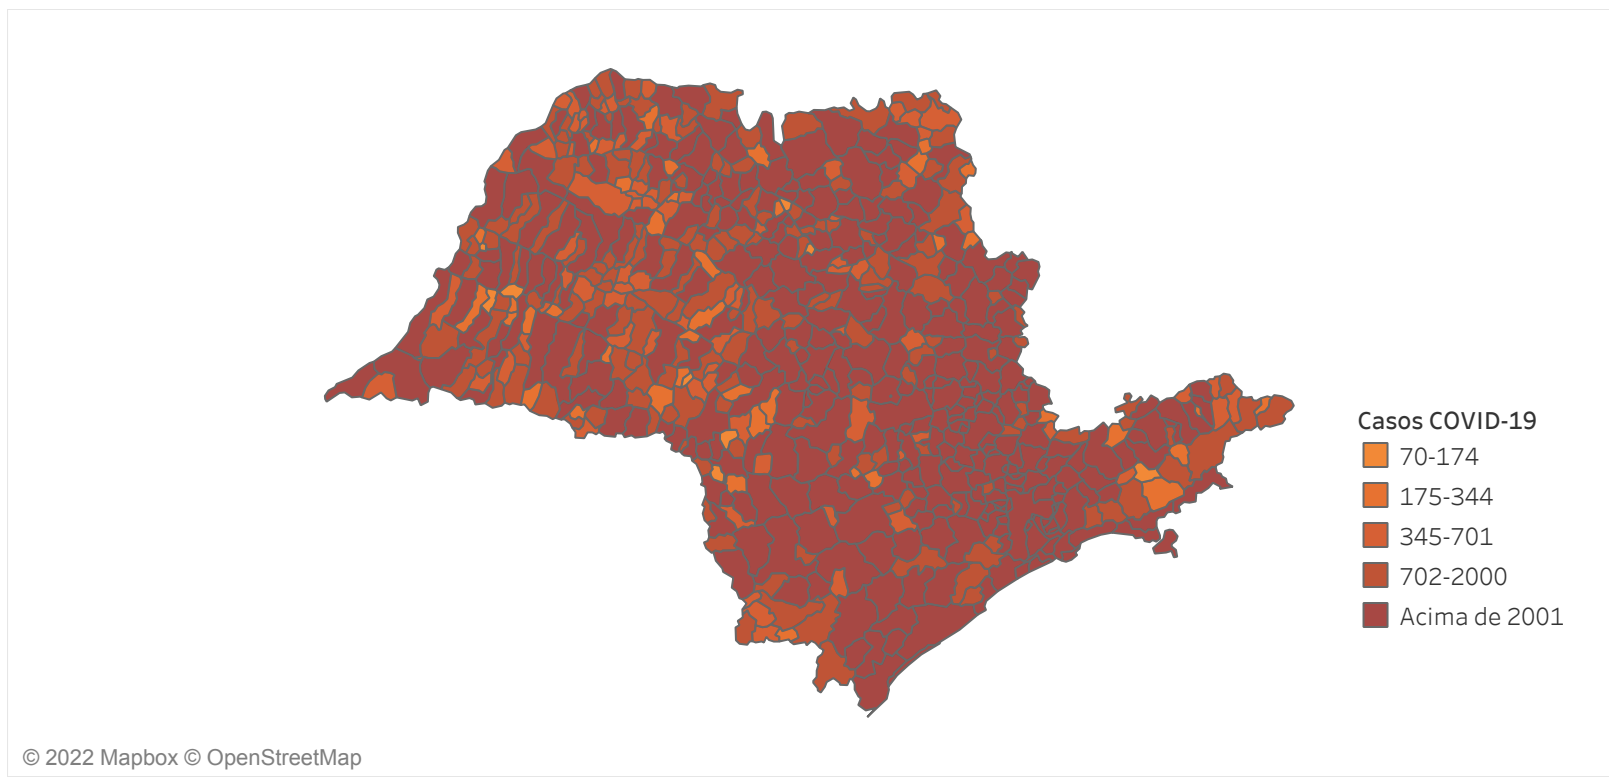 Casos COVID-19
70-174
175-344
345-701
702-2000
Acima de 2001
© 2022 Mapbox © OpenStreetMap